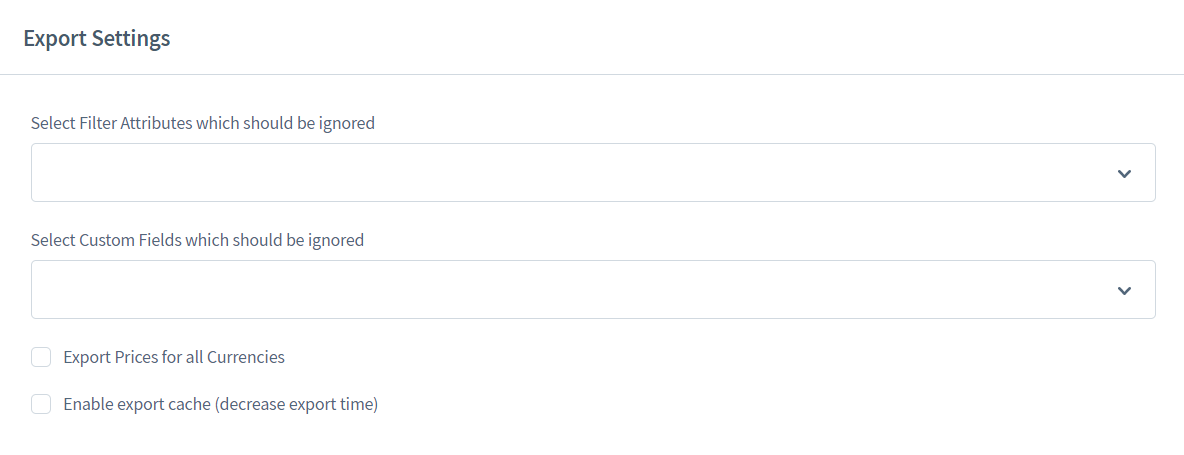 Export Settings
Select Filter Attributes which should be ignored
Select Custom Fields which should be ignored
Export Prices for all Currencies
Enable export cache (decrease export time)